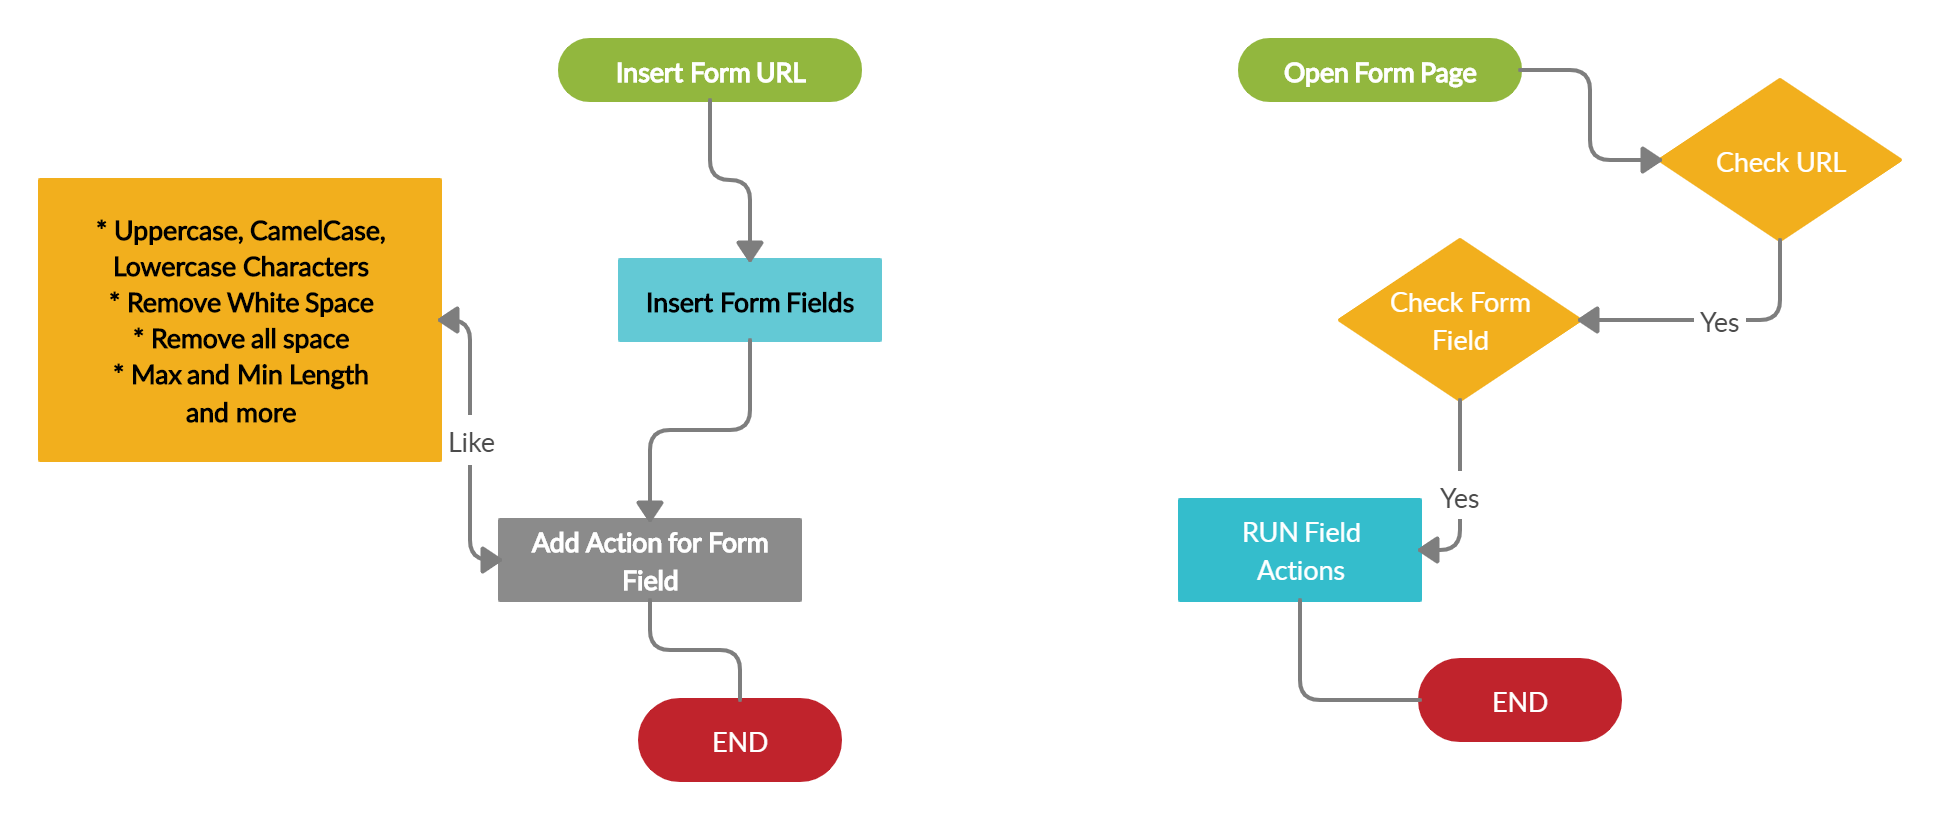 Insert Form URL
* Uppercase, CamelCase,
Lowercase Characters
* Remove White Space
* Remove all space
* Max and Min Length
and more
Insert Form Fields
Like
Add Action for Form
Field
END
Open Form Page
Check URL
Yes
Check Form
Field
Yes
RUN Field
Actions
END